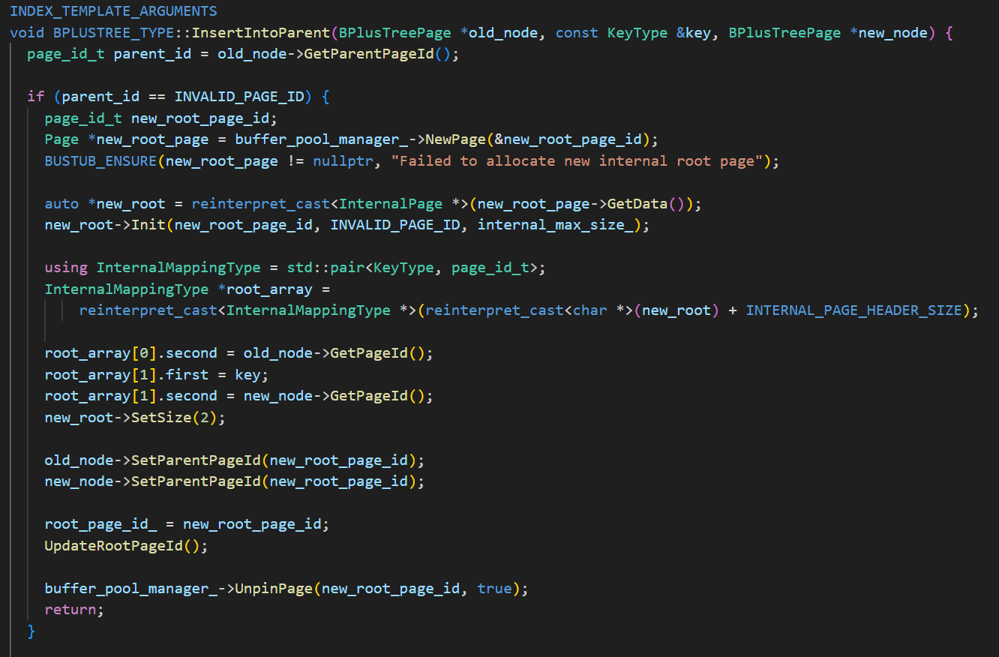 INDEX_TEMPLATE_ARGUMENTS
void BPLUSTREE_TYPE::InsertIntoParent(BPlusTreePage *old_node, const KeyType &key, BPlusTreePage *new_node) {
  page_id_t parent_id = old_node->GetParentPageId();

  if (parent_id == INVALID_PAGE_ID) {
    page_id_t new_root_page_id;
    Page *new_root_page = buffer_pool_manager_->NewPage(&new_root_page_id);
    BUSTUB_ENSURE(new_root_page != nullptr, "Failed to allocate new internal root page");

    auto *new_root = reinterpret_cast<InternalPage *>(new_root_page->GetData());
    new_root->Init(new_root_page_id, INVALID_PAGE_ID, internal_max_size_);

    using InternalMappingType = std::pair<KeyType, page_id_t>;
    InternalMappingType *root_array =
        reinterpret_cast<InternalMappingType *>(reinterpret_cast<char *>(new_root) + INTERNAL_PAGE_HEADER_SIZE);

    root_array[0].second = old_node->GetPageId();
    root_array[1].first = key;
    root_array[1].second = new_node->GetPageId();
    new_root->SetSize(2);

    old_node->SetParentPageId(new_root_page_id);
    new_node->SetParentPageId(new_root_page_id);

    root_page_id_ = new_root_page_id;
    UpdateRootPageId();

    buffer_pool_manager_->UnpinPage(new_root_page_id, true);
    return;
  }